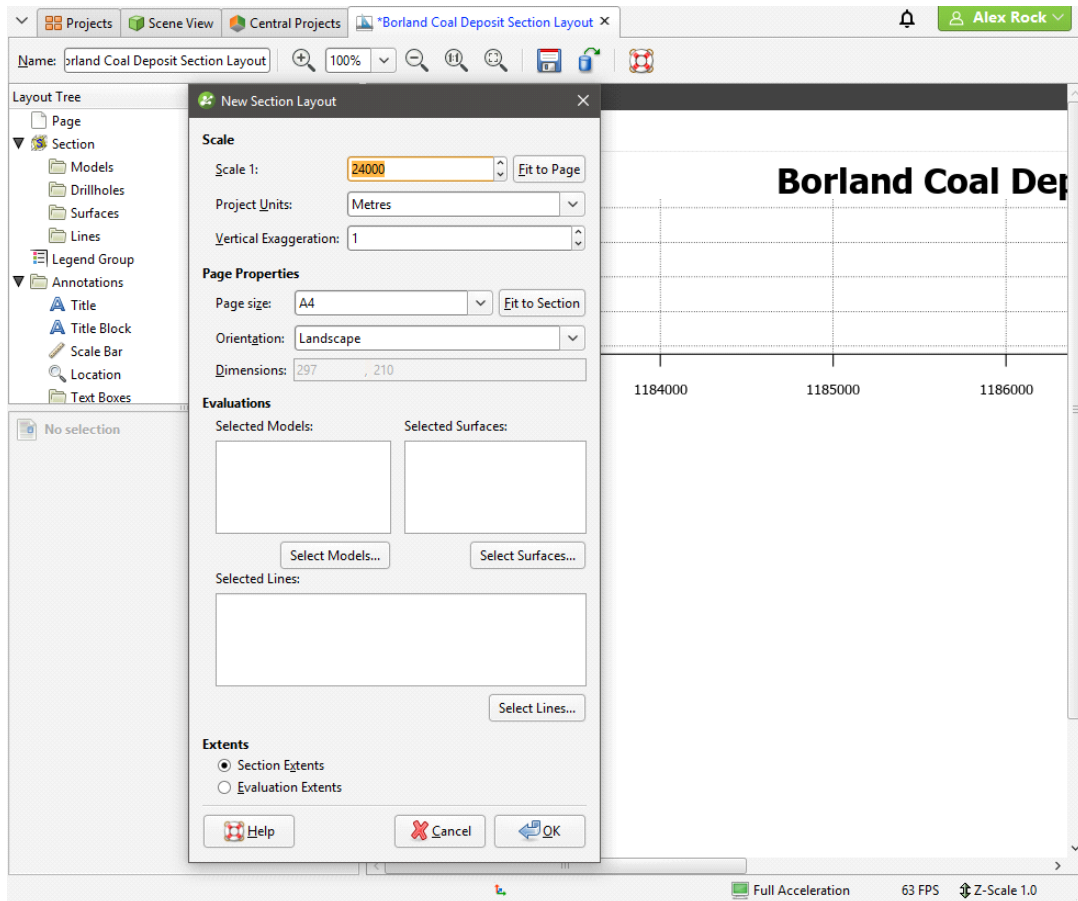 Projects Scene View Central Projects *Borland Coal Deposit Section Layout Alex Rock
Name: orland Coal Deposit Section Layout 100%
Layout Tree
Page
Section
Models
Drillholes
Surfaces
Lines
Legend Group
Annotations
Title
Title Block
Scale Bar
Location
Text Boxes
No selection
New Section Layout
Scale
Scale 1: 24000 Fit to Page
Project Units: Metres
Vertical Exaggeration: 1
Page Properties
Page size: A4 Fit to Section
Orientation: Landscape
Dimensions: 297 , 210
Evaluations
Selected Models: Selected Surfaces:
Select Models... Select Surfaces...
Selected Lines:
Select Lines...
Extents
Section Extents
Evaluation Extents
Help Cancel OK
Borland Coal Dep
1184000 1185000 1186000
Full Acceleration 63 FPS Z-Scale 1.0